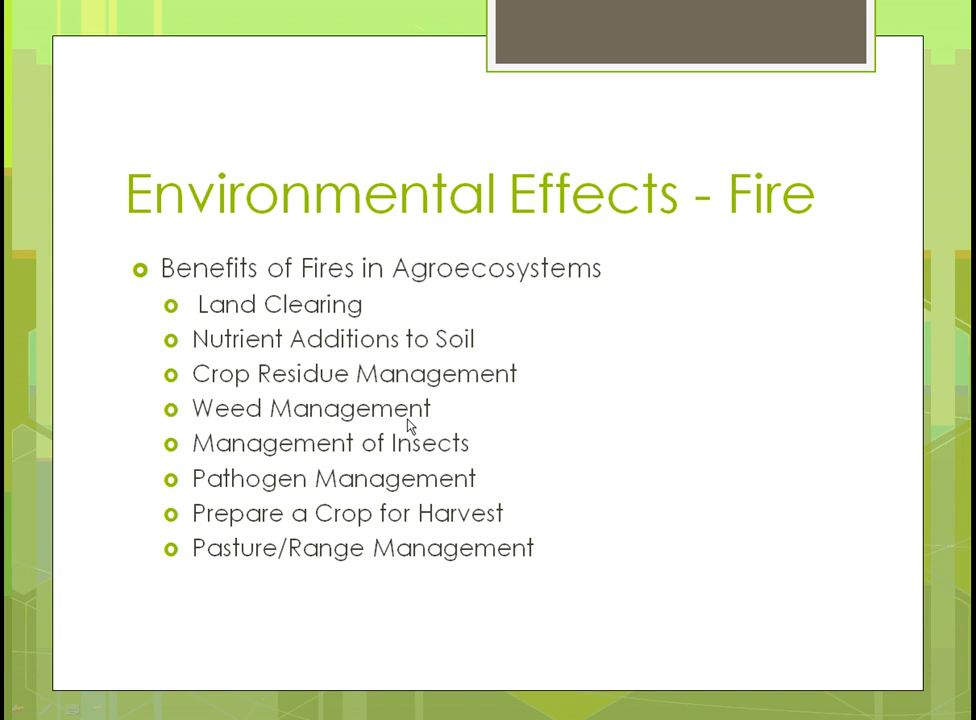 Environmental Effects - Fire
Benefits of Fires in Agroecosystems
Land Clearing
Nutrient Additions to Soil
Crop Residue Management
Weed Management
Management of Insects
Pathogen Management
Prepare a Crop for Harvest
Pasture/Range Management